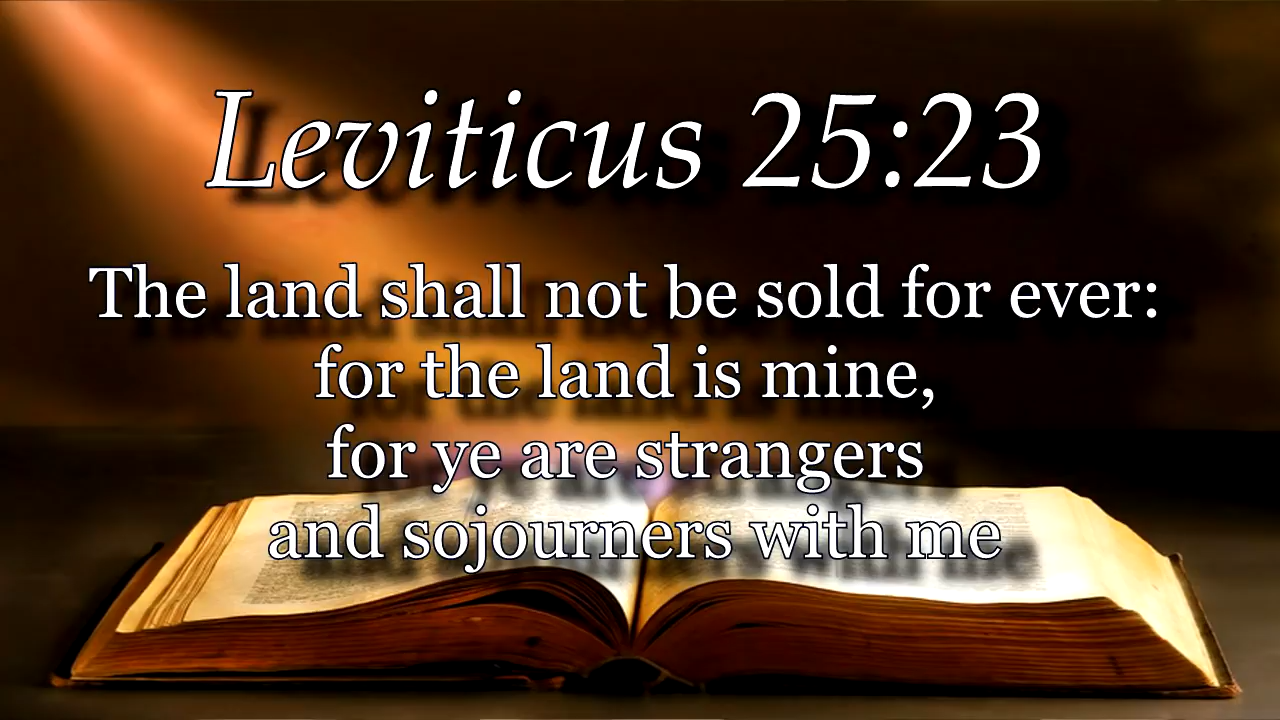 Leviticus 25:23
The land shall not be sold for ever:
for the land is mine,
for ye are strangers
and sojourners with me